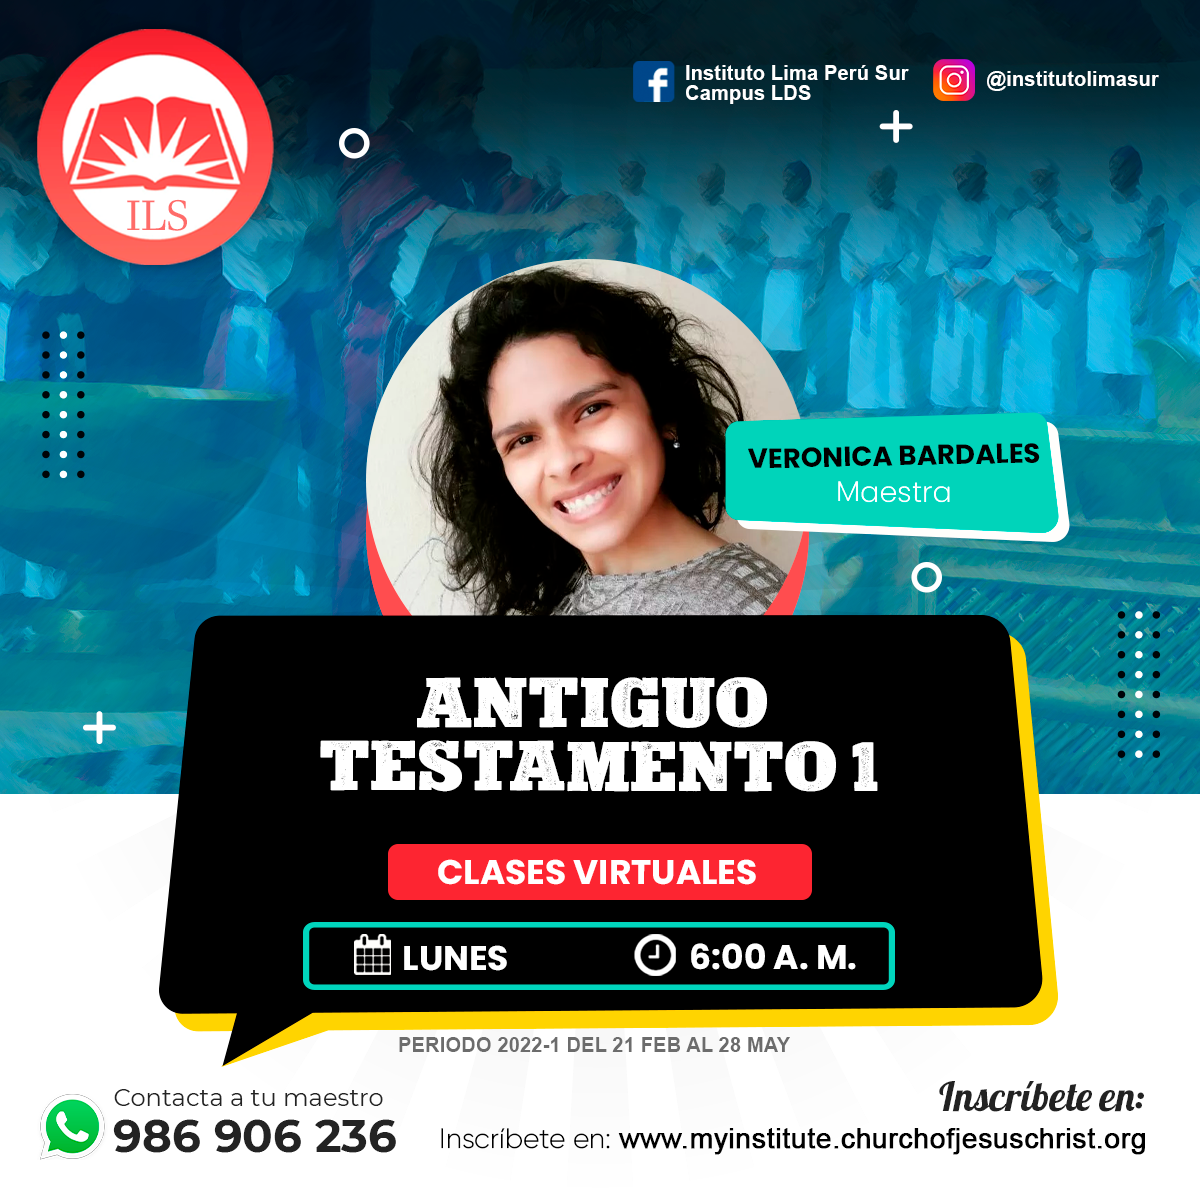 ILS
Instituto Lima Perú Sur
Campus LDS
@institutolimasur
VERONICA BARDALES
Maestra
ANTIGUO
TESTAMENTO 1
CLASES VIRTUALES
LUNES
6:00 A. M.
PERIODO 2022-1 DEL 21 FEB AL 28 MAY
Contacta a tu maestro
986 906 236
Inscríbete en:
Inscríbete en: www.myinstitute.churchofjesuschrist.org